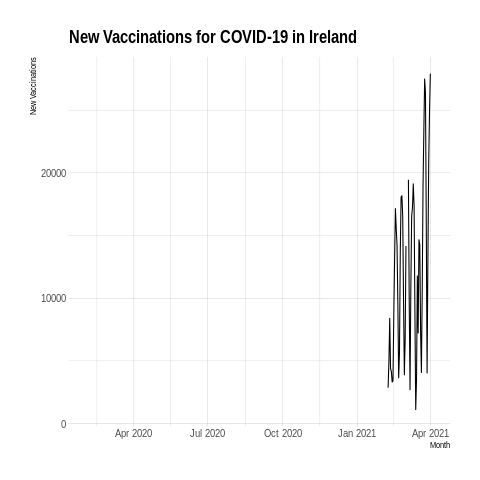 New Vaccinations for COVID-19 in Ireland
New Vaccinations
20000
10000
0
Apr 2020 Jul 2020 Oct 2020 Jan 2021 Apr 2021
Month